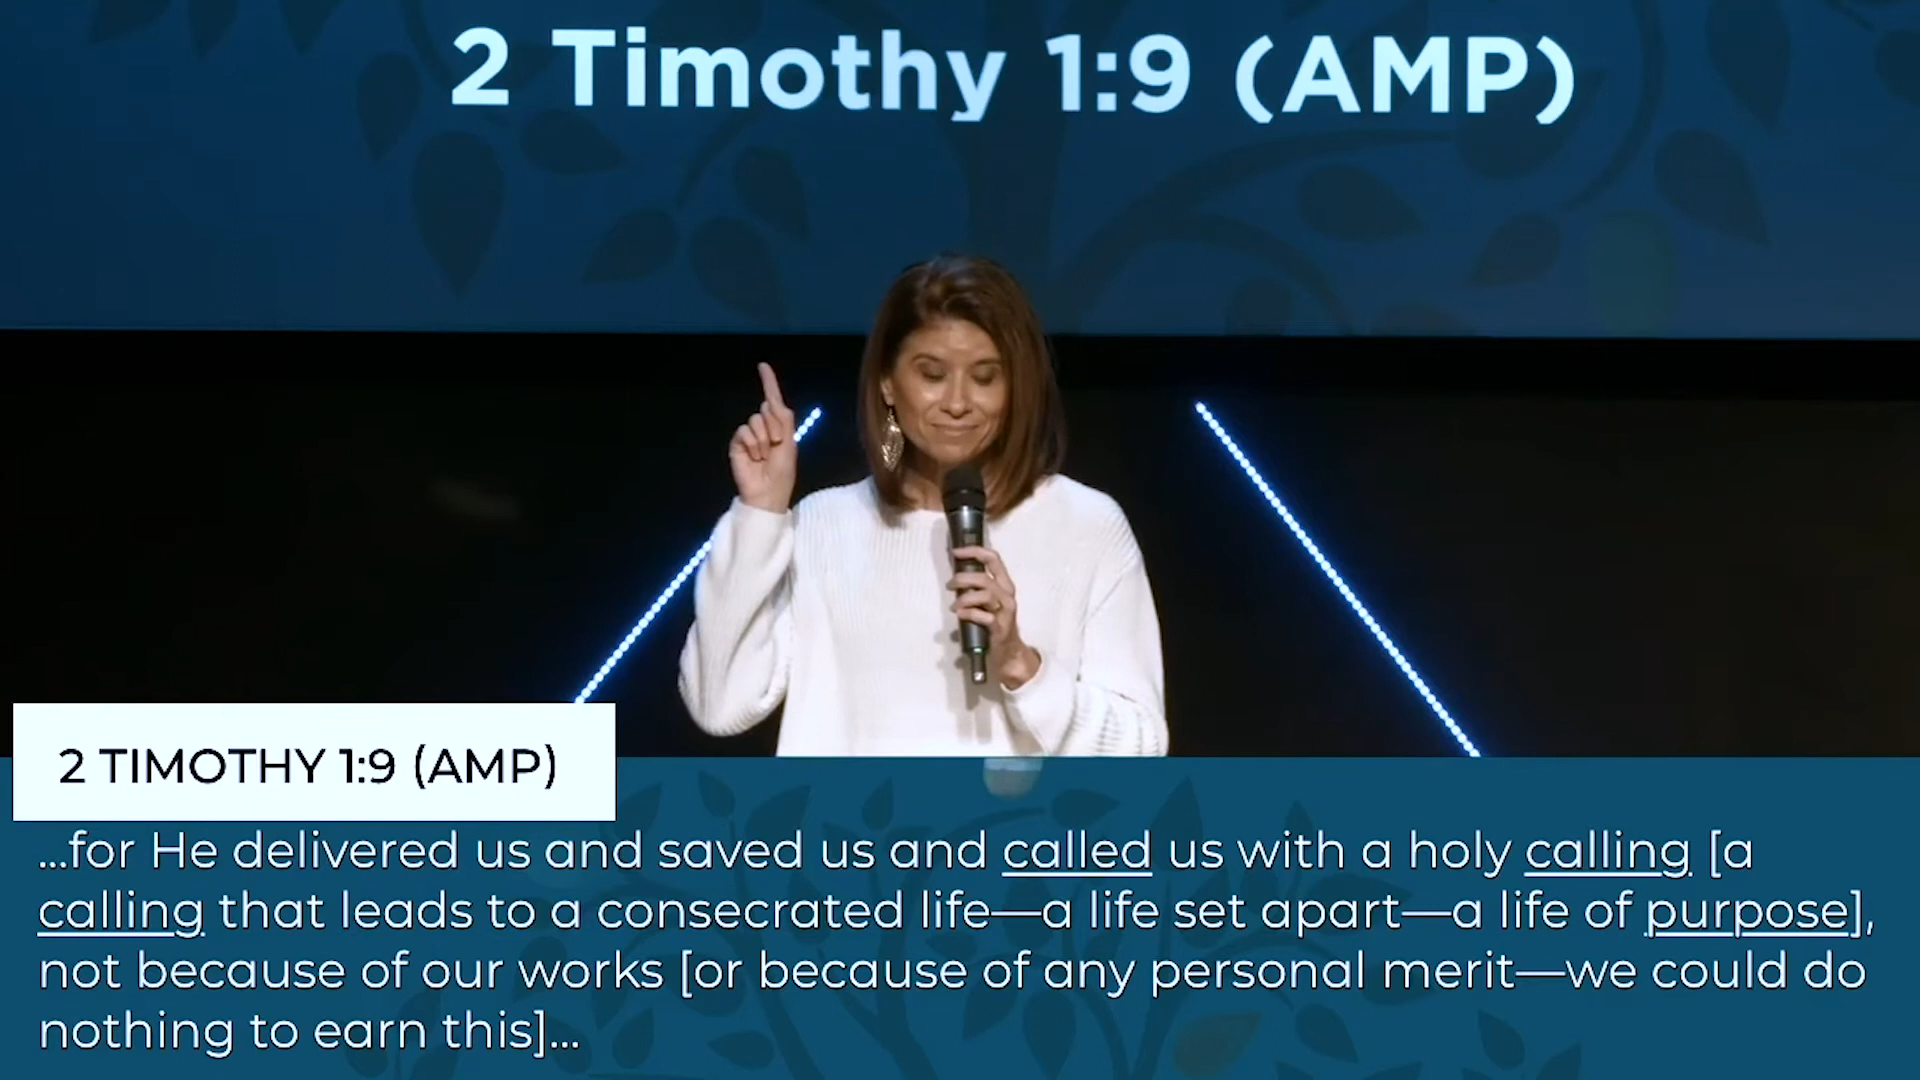 2 Timothy 1:9 (AMP)
2 TIMOTHY 1:9 (AMP)
...for He delivered us and saved us and called us with a holy calling [a
calling that leads to a consecrated life—a life set apart—a life of purpose],
not because of our works [or because of any personal merit—we could do
nothing to earn this]...